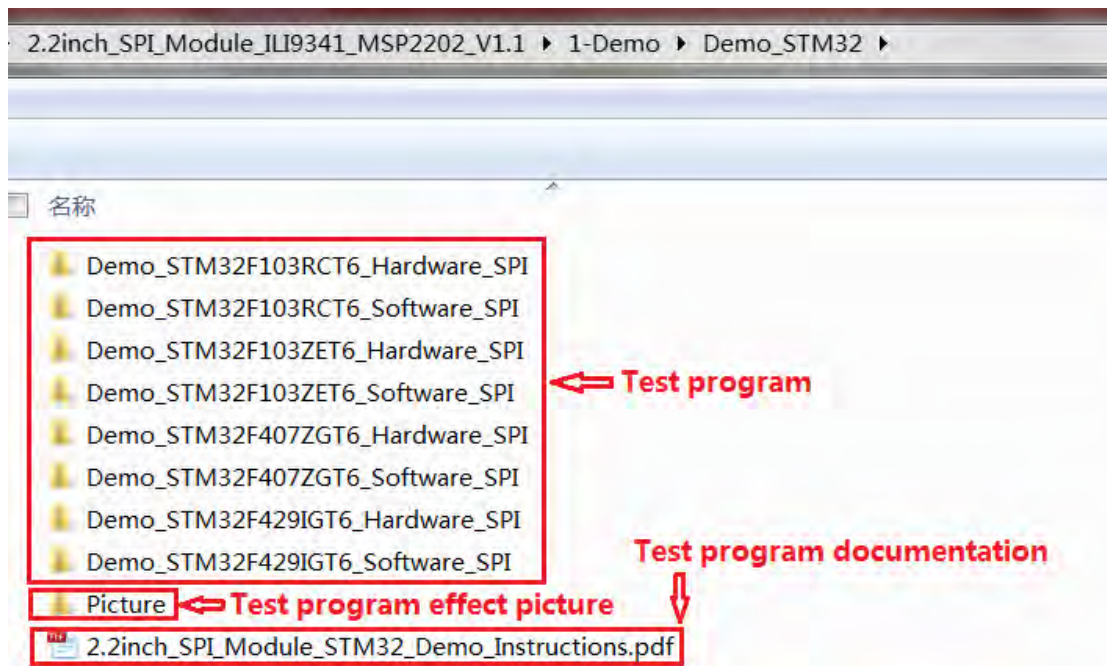 2.2inch_SPI_Module_ILI9341_MSP2202_V1.1 ▸ 1-Demo ▸ Demo_STM32 ▸
名称
Demo_STM32F103RCT6_Hardware_SPI
Demo_STM32F103RCT6_Software_SPI
Demo_STM32F103ZET6_Hardware_SPI
Demo_STM32F103ZET6_Software_SPI
Test program
Demo_STM32F407ZGT6_Hardware_SPI
Demo_STM32F407ZGT6_Software_SPI
Demo_STM32F429IGT6_Hardware_SPI
Demo_STM32F429IGT6_Software_SPI
Test program documentation
Picture
Test program effect picture
2.2inch_SPI_Module_STM32_Demo_Instructions.pdf